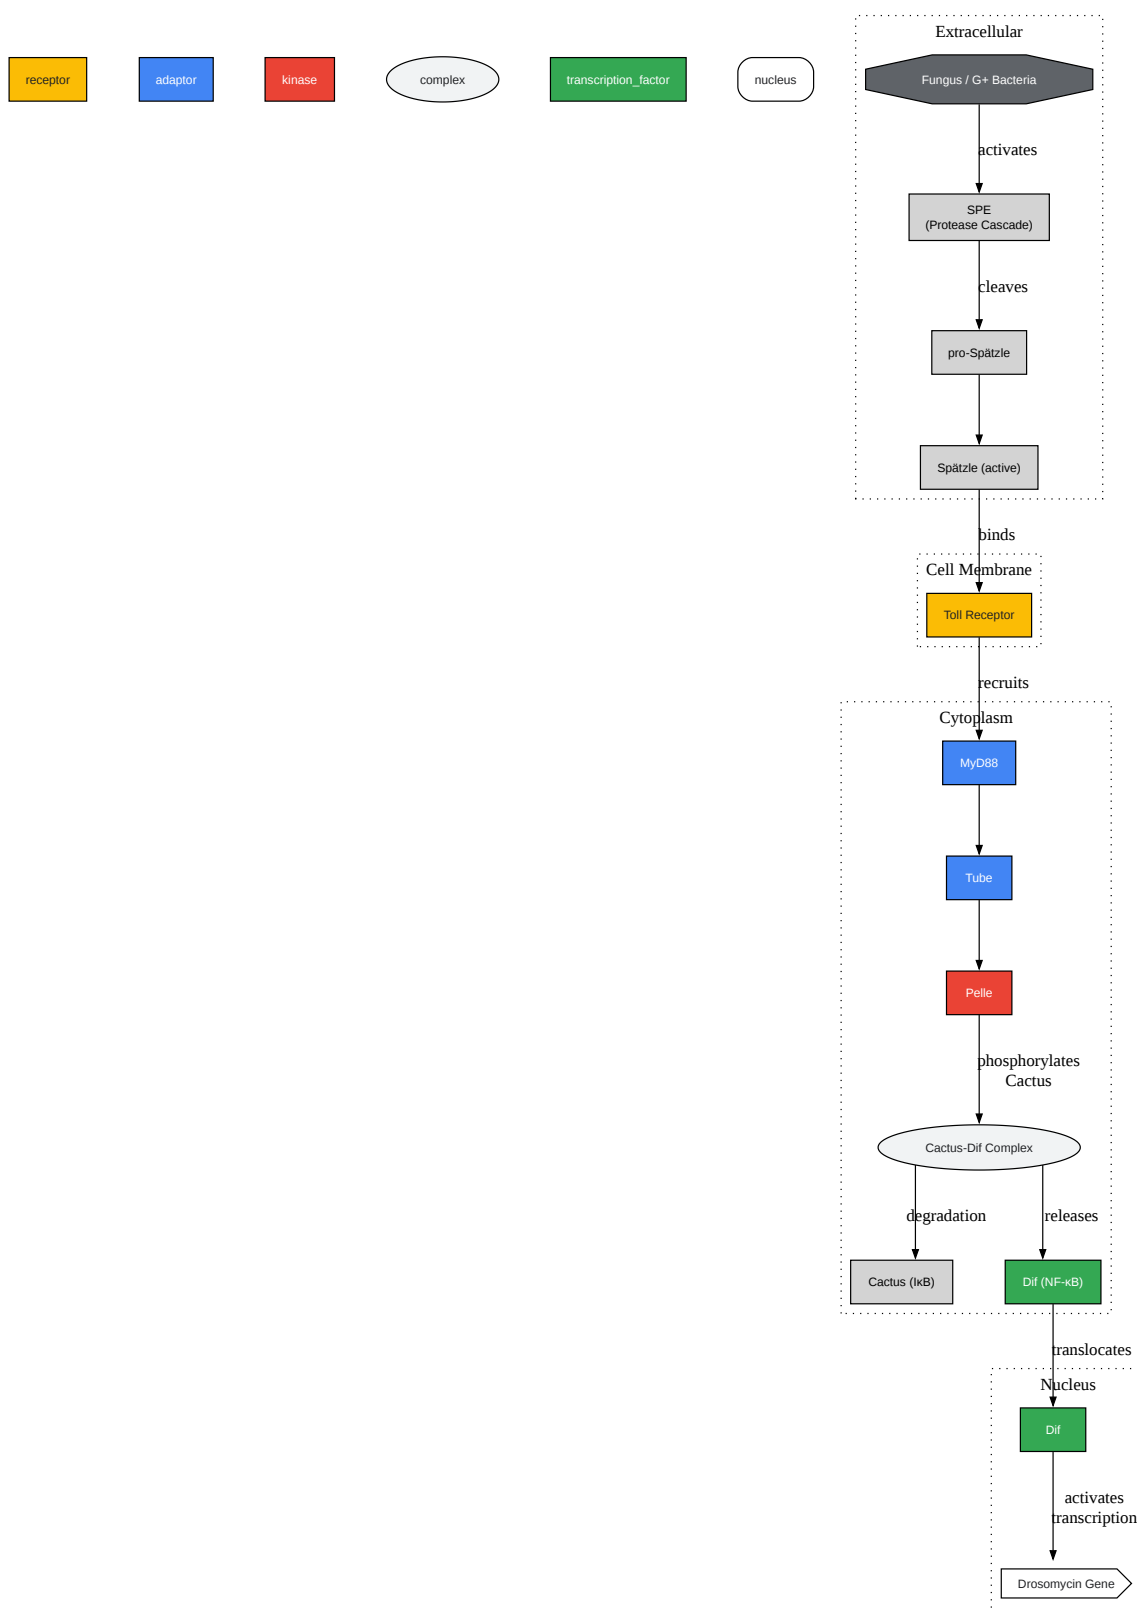 receptor
adaptor
kinase
complex
transcription_factor
nucleus
Extracellular
Fungus / G+ Bacteria
activates
SPE
(Protease Cascade)
cleaves
pro-Spätzle
Spätzle (active)
binds
Cell Membrane
Toll Receptor
recruits
Cytoplasm
MyD88
Tube
Pelle
phosphorylates
Cactus
Cactus-Dif Complex
degradation
releases
Cactus (IκB)
Dif (NF-κB)
translocates
Nucleus
Dif
activates
transcription
Drosomycin Gene